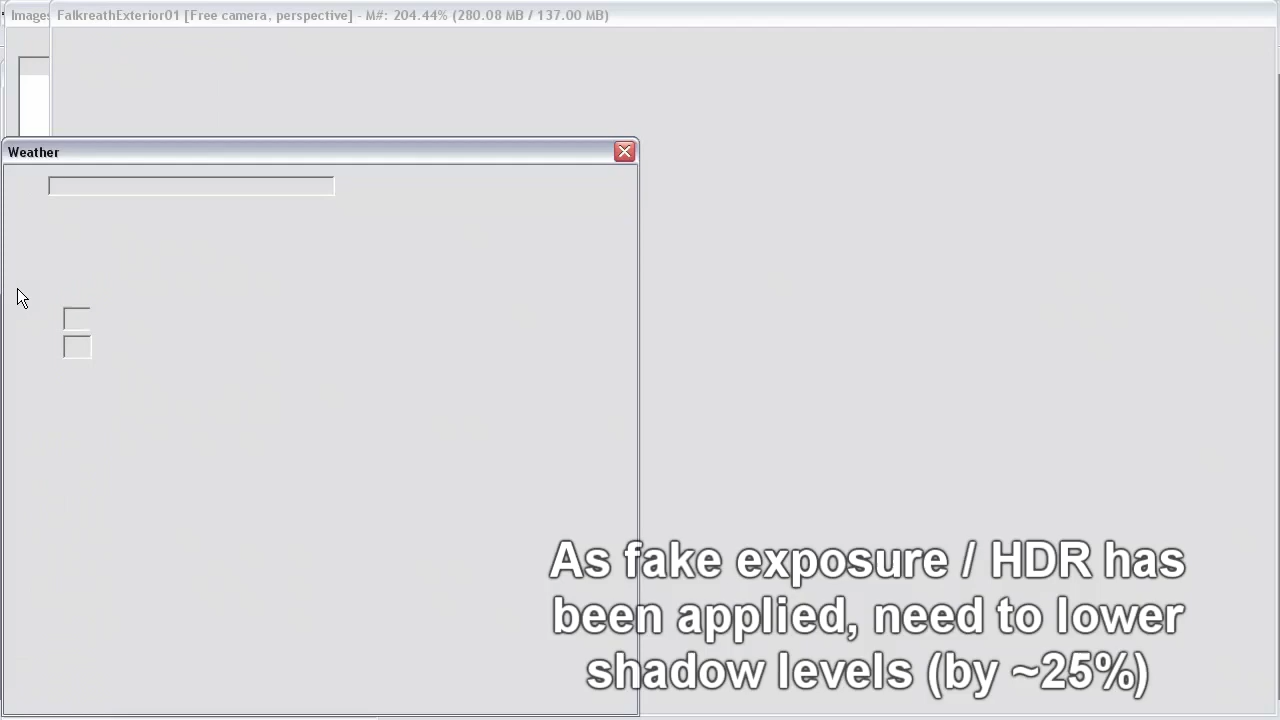 Images
FalkreathExterior01 [Free camera, perspective] - M#: 204.44% (280.08 MB / 137.00 MB)
Weather
As fake exposure / HDR has
been applied, need to lower
shadow levels (by ~25%)